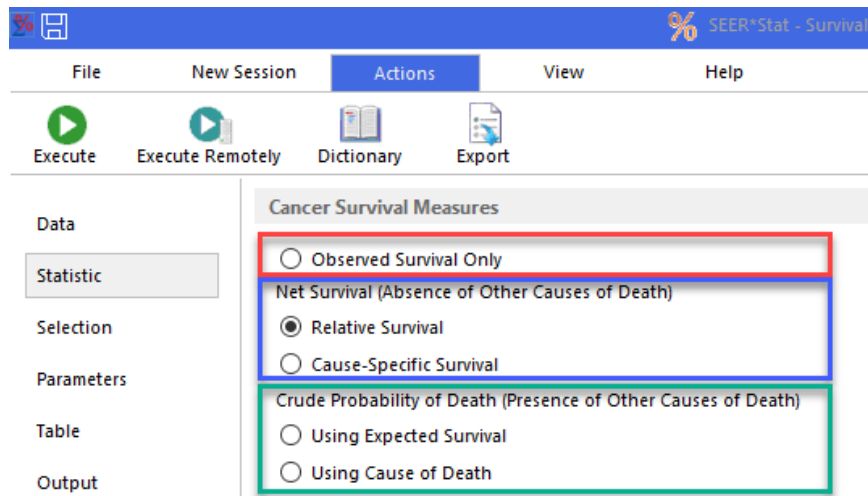 SEER*Stat - Survival
File New Session Actions View Help
Execute Execute Remotely Dictionary Export
Data
Statistic
Selection
Parameters
Table
Output
Cancer Survival Measures
Observed Survival Only
Net Survival (Absence of Other Causes of Death)
Relative Survival
Cause-Specific Survival
Crude Probability of Death (Presence of Other Causes of Death)
Using Expected Survival
Using Cause of Death